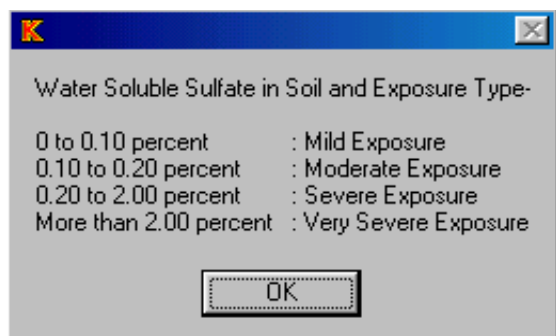 K
Water Soluble Sulfate in Soil and Exposure Type-
0 to 0.10 percent : Mild Exposure
0.10 to 0.20 percent : Moderate Exposure
0.20 to 2.00 percent : Severe Exposure
More than 2.00 percent : Very Severe Exposure
OK